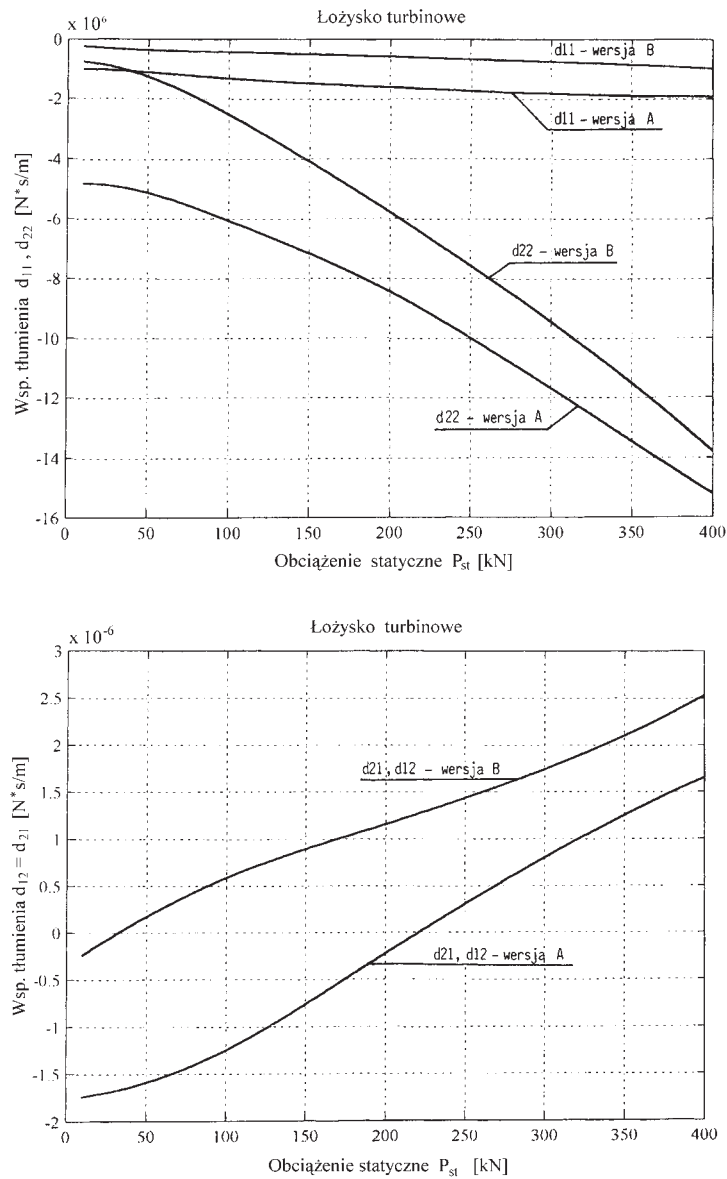 Łożysko turbinowe
x 10⁶
Wsp. tłumienia d₁₁ , d₂₂ [N*s/m]
0
-2
-4
-6
-8
-10
-12
-14
-16
d11 - wersja B
d11 - wersja A
d22 - wersja B
d22 - wersja A
0 50 100 150 200 250 300 350 400
Obciążenie statyczne Pst [kN]
Łożysko turbinowe
x 10⁻⁶
Wsp. tłumienia d₁₂ = d₂₁ [N*s/m]
3
2.5
2
1.5
1
0.5
0
-0.5
-1
-1.5
-2
d21, d12 - wersja B
d21, d12 - wersja A
0 50 100 150 200 250 300 350 400
Obciążenie statyczne Pst [kN]